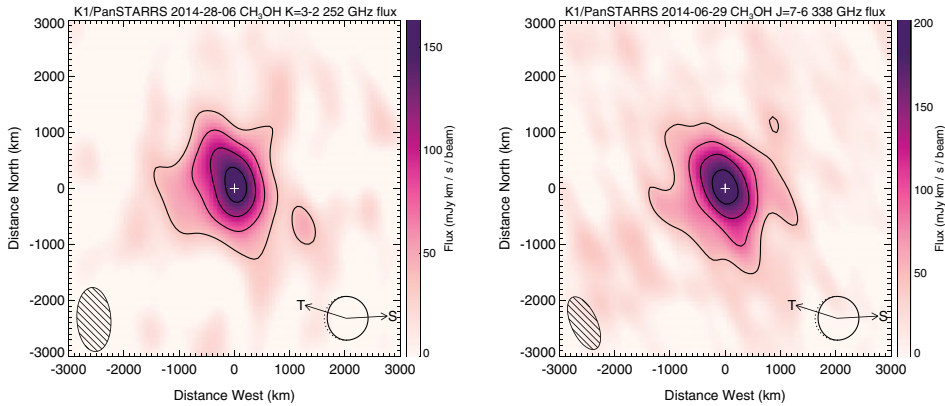 K1/PanSTARRS 2014-28-06 CH3OH K=3-2 252 GHz flux
3000
2000
1000
0
-1000
-2000
-3000
-3000 -2000 -1000 0 1000 2000 3000
Distance West (km)
Distance North (km)
T
S
150
100
50
0
Flux (mJy km / s / beam)
K1/PanSTARRS 2014-06-29 CH3OH J=7-6 338 GHz flux
3000
2000
1000
0
-1000
-2000
-3000
-3000 -2000 -1000 0 1000 2000 3000
Distance West (km)
Distance North (km)
T
S
200
150
100
50
0
Flux (mJy km / s / beam)